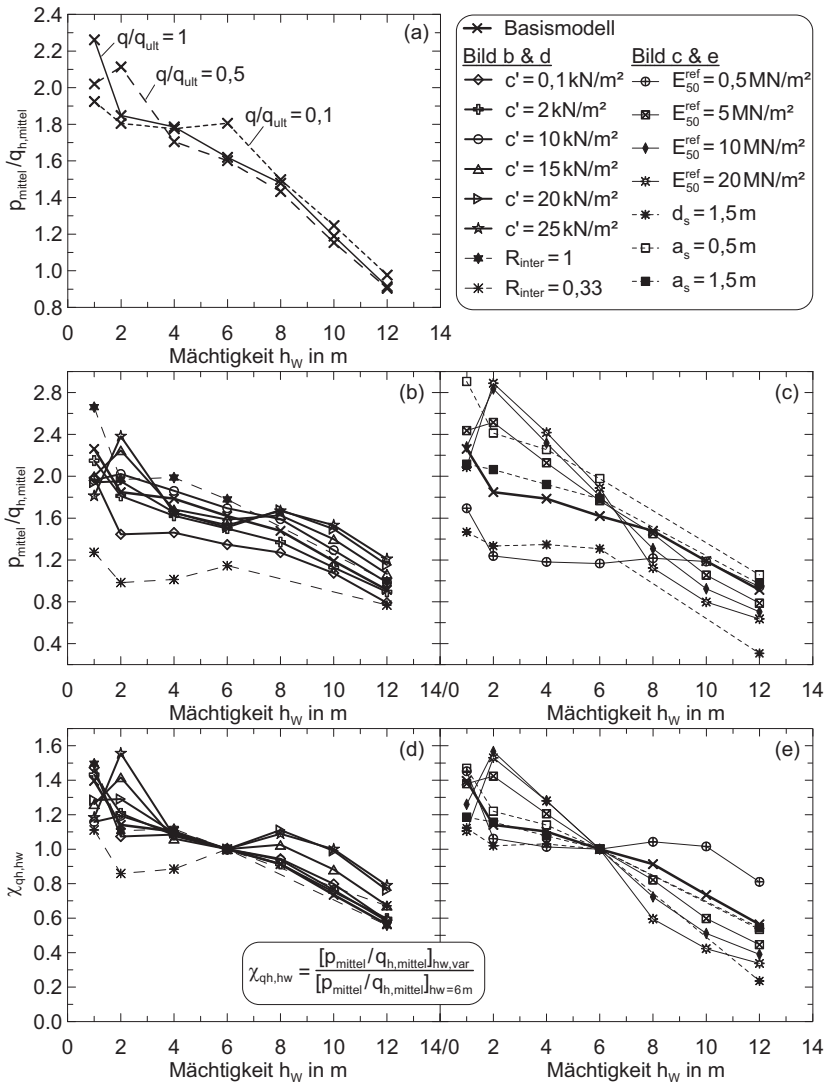 2.4
2.2
2.0
1.8
1.6
1.4
1.2
1.0
0.8
p_mittel/q_h,mittel
(a)
q/q_ult = 1
q/q_ult = 0,5
q/q_ult = 0,1
0 2 4 6 8 10 12 14
Mächtigkeit h_W in m
Basismodell
Bild b & d
c' = 0,1 kN/m²
c' = 2 kN/m²
c' = 10 kN/m²
c' = 15 kN/m²
c' = 20 kN/m²
c' = 25 kN/m²
R_inter = 1
R_inter = 0,33
Bild c & e
E_50^ref = 0,5 MN/m²
E_50^ref = 5 MN/m²
E_50^ref = 10 MN/m²
E_50^ref = 20 MN/m²
d_s = 1,5 m
a_s = 0,5 m
a_s = 1,5 m
2.8
2.4
2.0
1.6
1.2
0.8
0.4
p_mittel/q_h,mittel
(b)
(c)
0 2 4 6 8 10 12 14/0 2 4 6 8 10 12 14
Mächtigkeit h_W in m
Mächtigkeit h_W in m
1.6
1.4
1.2
1.0
0.8
0.6
0.4
0.2
0.0
χ_qh,hw
(d)
(e)
χ_qh,hw = [p_mittel/q_h,mittel]_hw,var / [p_mittel/q_h,mittel]_hw=6m
0 2 4 6 8 10 12 14/0 2 4 6 8 10 12 14
Mächtigkeit h_W in m
Mächtigkeit h_W in m